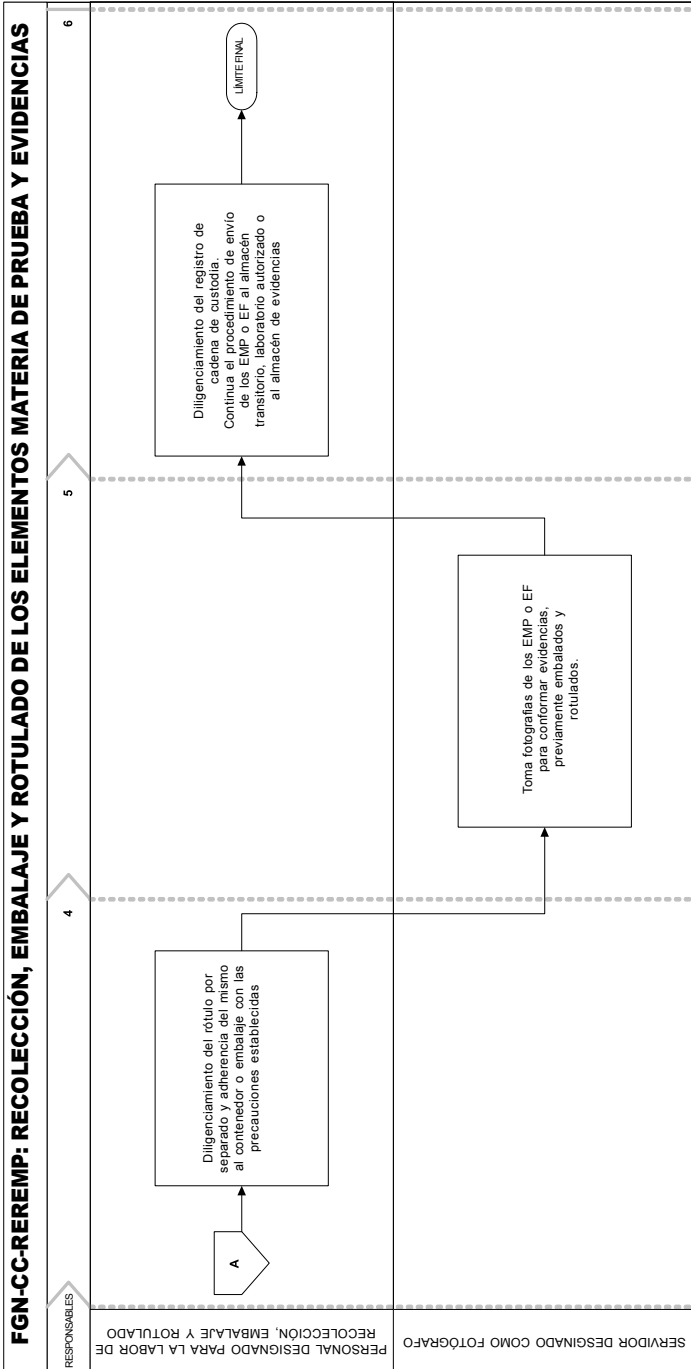 FGN-CC-REREMP: RECOLECCIÓN, EMBALAJE Y ROTULADO DE LOS ELEMENTOS MATERIA DE PRUEBA Y EVIDENCIAS
RESPONSABLES
4
5
6
PERSONAL DESIGNADO PARA LA LABOR DE
RECOLECCIÓN, EMBALAJE Y ROTULADO
A
Diligenciamiento del rótulo por
separado y adherencia del mismo
al contenedor o embalaje con las
precauciones establecidas
Diligenciamiento del registro de
cadena de custodia.
Continua el procedimiento de envío
de los EMP o EF al almacén
transitorio, laboratorio autorizado o
al almacén de evidencias
LÍMITE FINAL
SERVIDOR DESGINADO COMO FOTÓGRAFO
Toma fotografías de los EMP o EF
para conformar evidencias,
previamente embalados y
rotulados.